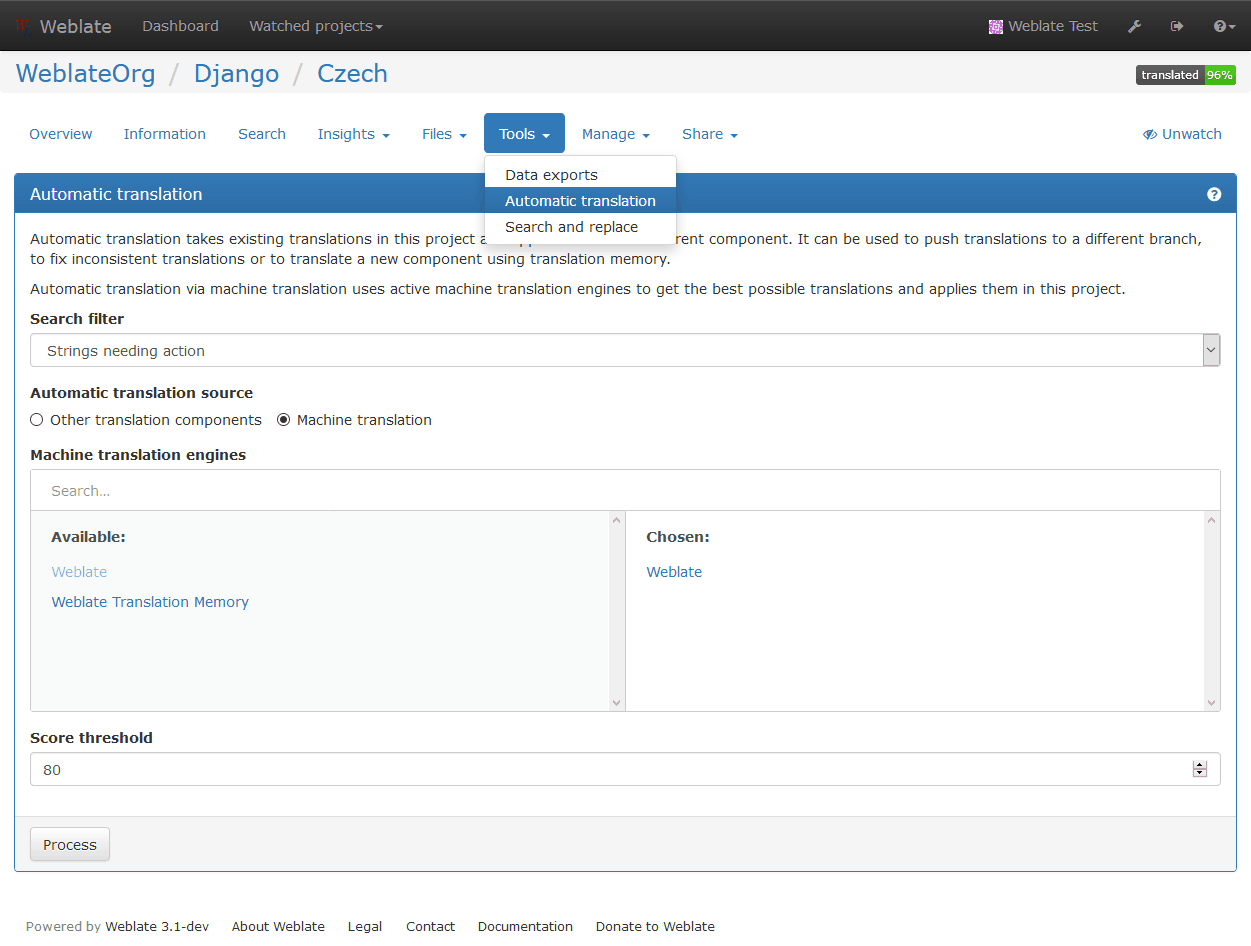 Weblate Dashboard Watched projects Weblate Test
WeblateOrg / Django / Czech translated 96%
Overview Information Search Insights Files Tools Manage Share Unwatch
Data exports
Automatic translation
Search and replace
Automatic translation
Automatic translation takes existing translations in this project a rent component. It can be used to push translations to a different branch,
to fix inconsistent translations or to translate a new component using translation memory.
Automatic translation via machine translation uses active machine translation engines to get the best possible translations and applies them in this project.
Search filter
Strings needing action
Automatic translation source
Other translation components Machine translation
Machine translation engines
Search...
Available: Chosen:
Weblate Weblate
Weblate Translation Memory
Score threshold
80
Process
Powered by Weblate 3.1-dev About Weblate Legal Contact Documentation Donate to Weblate